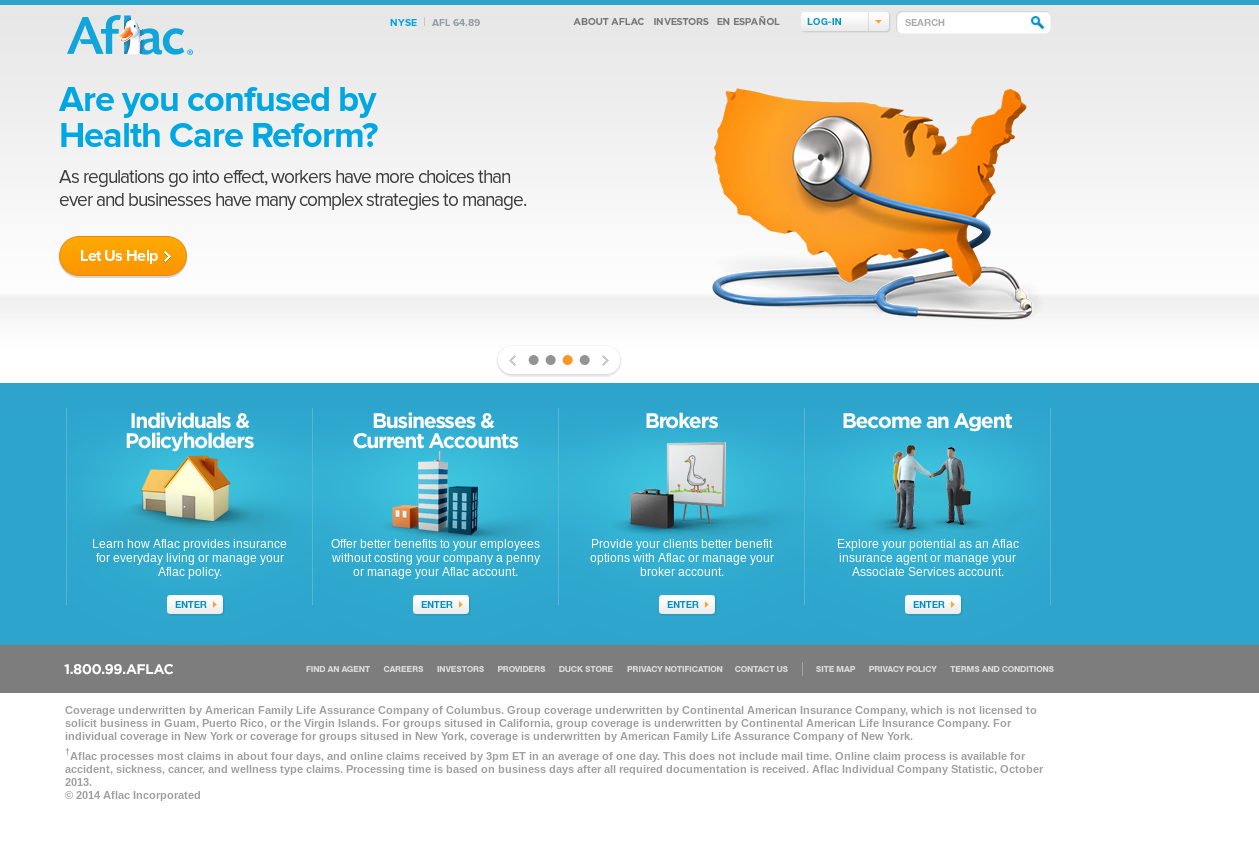 Aflac®
NYSE | AFL 64.89
ABOUT AFLAC INVESTORS EN ESPAÑOL
LOG-IN
SEARCH
Are you confused by
Health Care Reform?
As regulations go into effect, workers have more choices than
ever and businesses have many complex strategies to manage.
Let Us Help
Individuals &
Policyholders
Learn how Aflac provides insurance
for everyday living or manage your
Aflac policy.
ENTER
Businesses &
Current Accounts
Offer better benefits to your employees
without costing your company a penny
or manage your Aflac account.
ENTER
Brokers
Provide your clients better benefit
options with Aflac or manage your
broker account.
ENTER
Become an Agent
Explore your potential as an Aflac
insurance agent or manage your
Associate Services account.
ENTER
1.800.99.AFLAC
FIND AN AGENT CAREERS INVESTORS PROVIDERS DUCK STORE PRIVACY NOTIFICATION CONTACT US | SITE MAP PRIVACY POLICY TERMS AND CONDITIONS
Coverage underwritten by American Family Life Assurance Company of Columbus. Group coverage underwritten by Continental American Insurance Company, which is not licensed to
solicit business in Guam, Puerto Rico, or the Virgin Islands. For groups sitused in California, group coverage is underwritten by Continental American Life Insurance Company. For
individual coverage in New York or coverage for groups sitused in New York, coverage is underwritten by American Family Life Assurance Company of New York.
†Aflac processes most claims in about four days, and online claims received by 3pm ET in an average of one day. This does not include mail time. Online claim process is available for
accident, sickness, cancer, and wellness type claims. Processing time is based on business days after all required documentation is received. Aflac Individual Company Statistic, October
2013.
© 2014 Aflac Incorporated